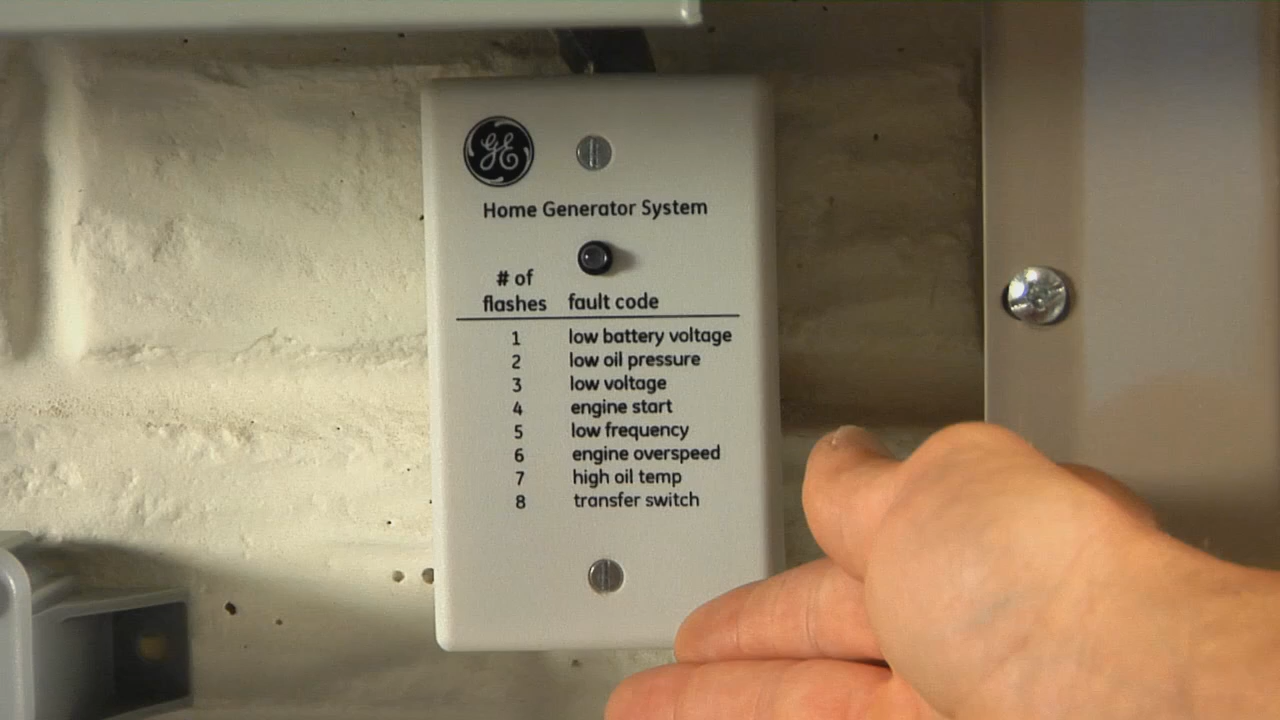 GE
Home Generator System
# of
flashes fault code
1 low battery voltage
2 low oil pressure
3 low voltage
4 engine start
5 low frequency
6 engine overspeed
7 high oil temp
8 transfer switch